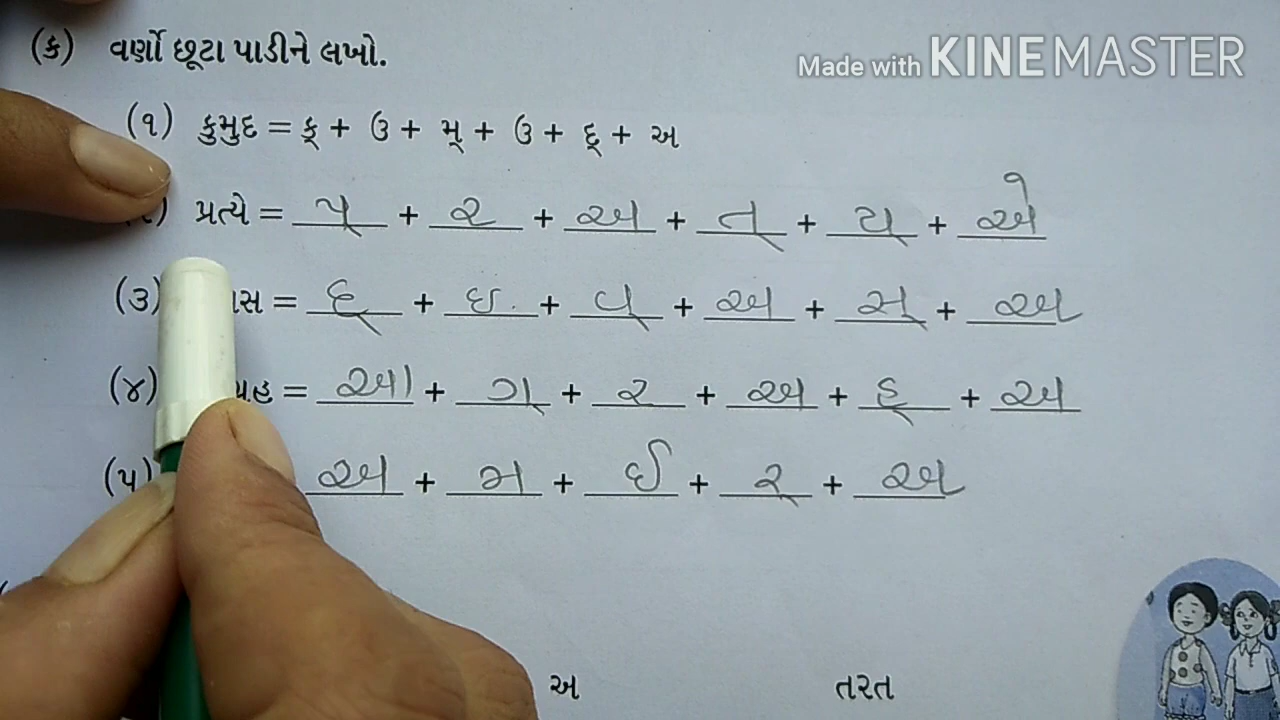 (ક) વર્ણો છૂટા પાડીને લખો.
Made with KINEMASTER
(૧) કુમુદ = ક્ + ઉ + મ્ + ઉ + દ્ + અ
પ્રત્યે = પ્ + ર + અ + ત્ + ય્ + એ
(૩) = દ્ + ઇ + વ્ + અ + સ્ + અ
(૪) = આ + ગ્ + ર + અ + હ્ + અ
(૫) અ + મ + ઈ + ર્ + અ
અ તરત